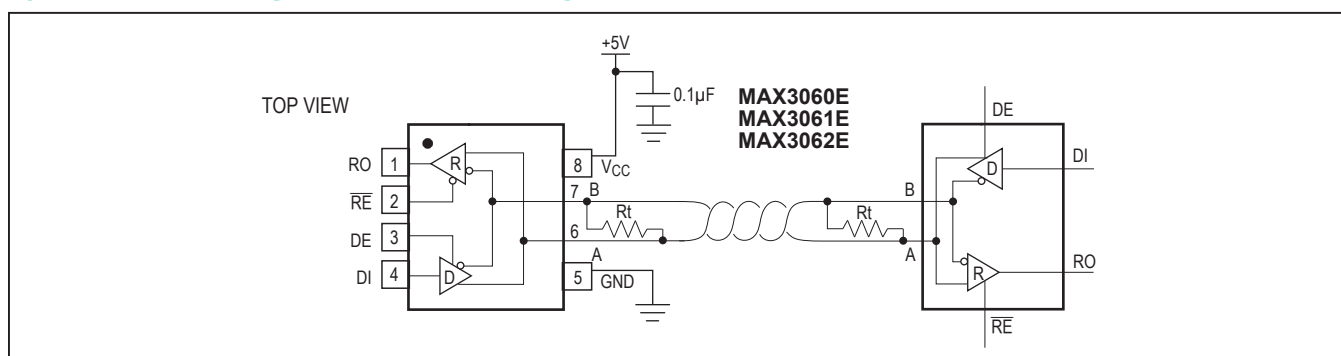 +5V
0.1µF
TOP VIEW
MAX3060E
MAX3061E
MAX3062E
DE
RO
1
R
8
VCC
D
DI
RE
2
7
B
Rt
B
Rt
DE
3
6
A
A
DI
4
D
5
GND
R
RO
RE